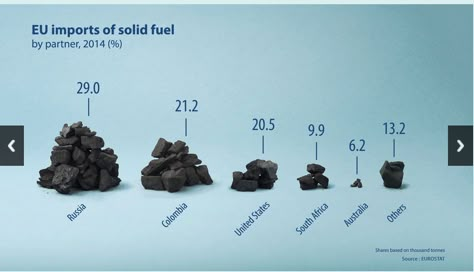 EU imports of solid fuel
by partner, 2014 (%)
29.0
21.2
20.5
9.9
6.2
13.2
Russia
Colombia
United States
South Africa
Australia
Others
Shares based on thousand tonnes
Source : EUROSTAT